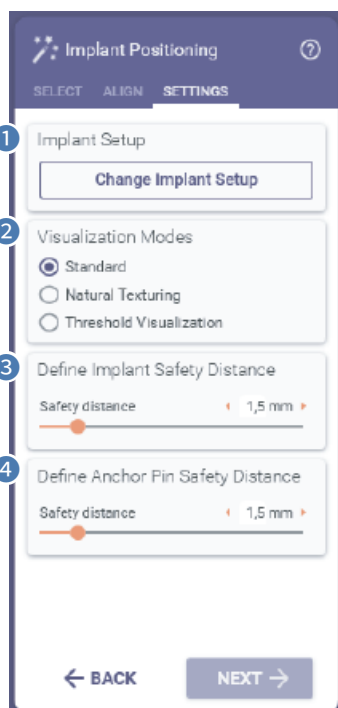 Implant Positioning
SELECT ALIGN SETTINGS
1 Implant Setup
Change Implant Setup
2 Visualization Modes
Standard
Natural Texturing
Threshold Visualization
3 Define Implant Safety Distance
Safety distance 1,5 mm
4 Define Anchor Pin Safety Distance
Safety distance 1,5 mm
← BACK NEXT →